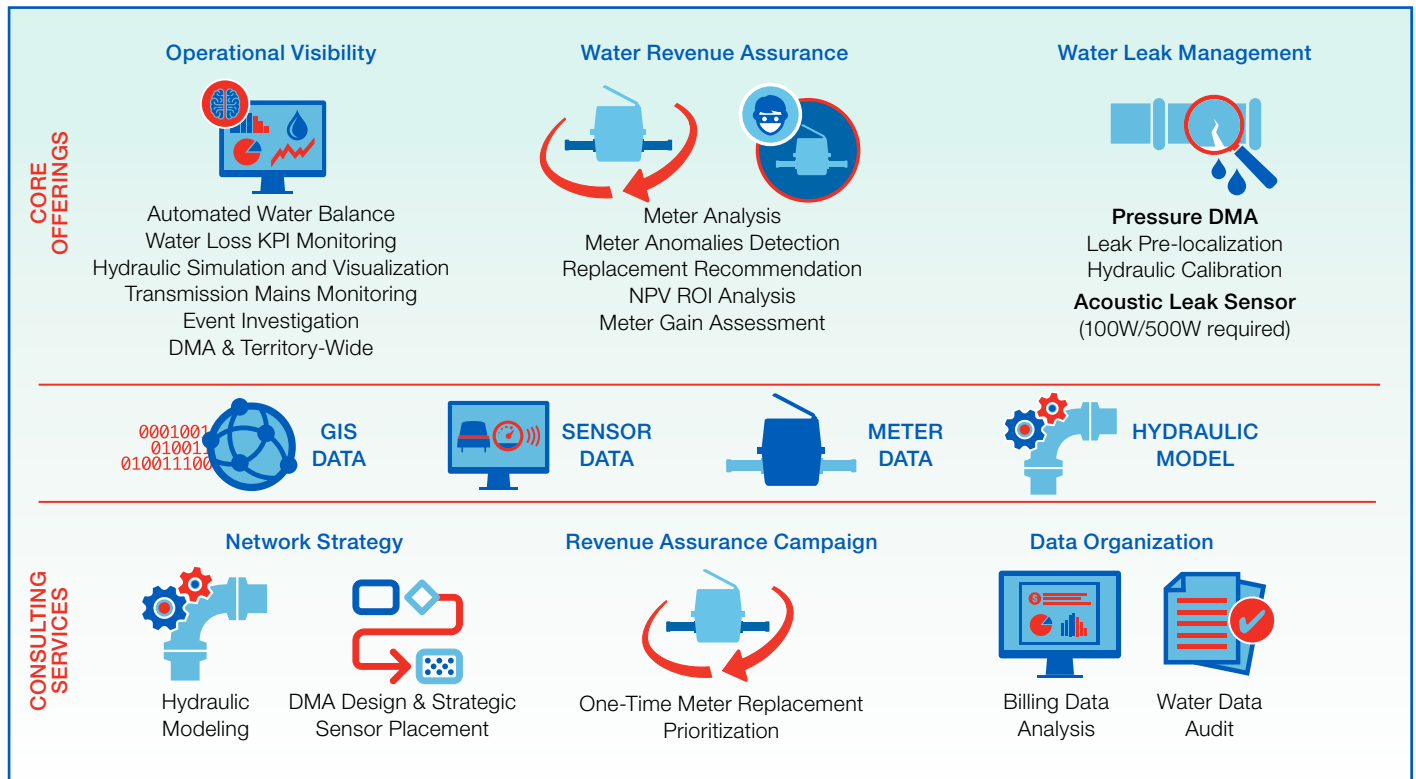 CORE
OFFERINGS
Operational Visibility
Automated Water Balance
Water Loss KPI Monitoring
Hydraulic Simulation and Visualization
Transmission Mains Monitoring
Event Investigation
DMA & Territory-Wide
Water Revenue Assurance
Meter Analysis
Meter Anomalies Detection
Replacement Recommendation
NPV ROI Analysis
Meter Gain Assessment
Water Leak Management
Pressure DMA
Leak Pre-localization
Hydraulic Calibration
Acoustic Leak Sensor
(100W/500W required)
0001001
010011
010011100
GIS
DATA
SENSOR
DATA
METER
DATA
HYDRAULIC
MODEL
CONSULTING
SERVICES
Network Strategy
Hydraulic
Modeling
DMA Design & Strategic
Sensor Placement
Revenue Assurance Campaign
One-Time Meter Replacement
Prioritization
Data Organization
$
Billing Data
Analysis
Water Data
Audit